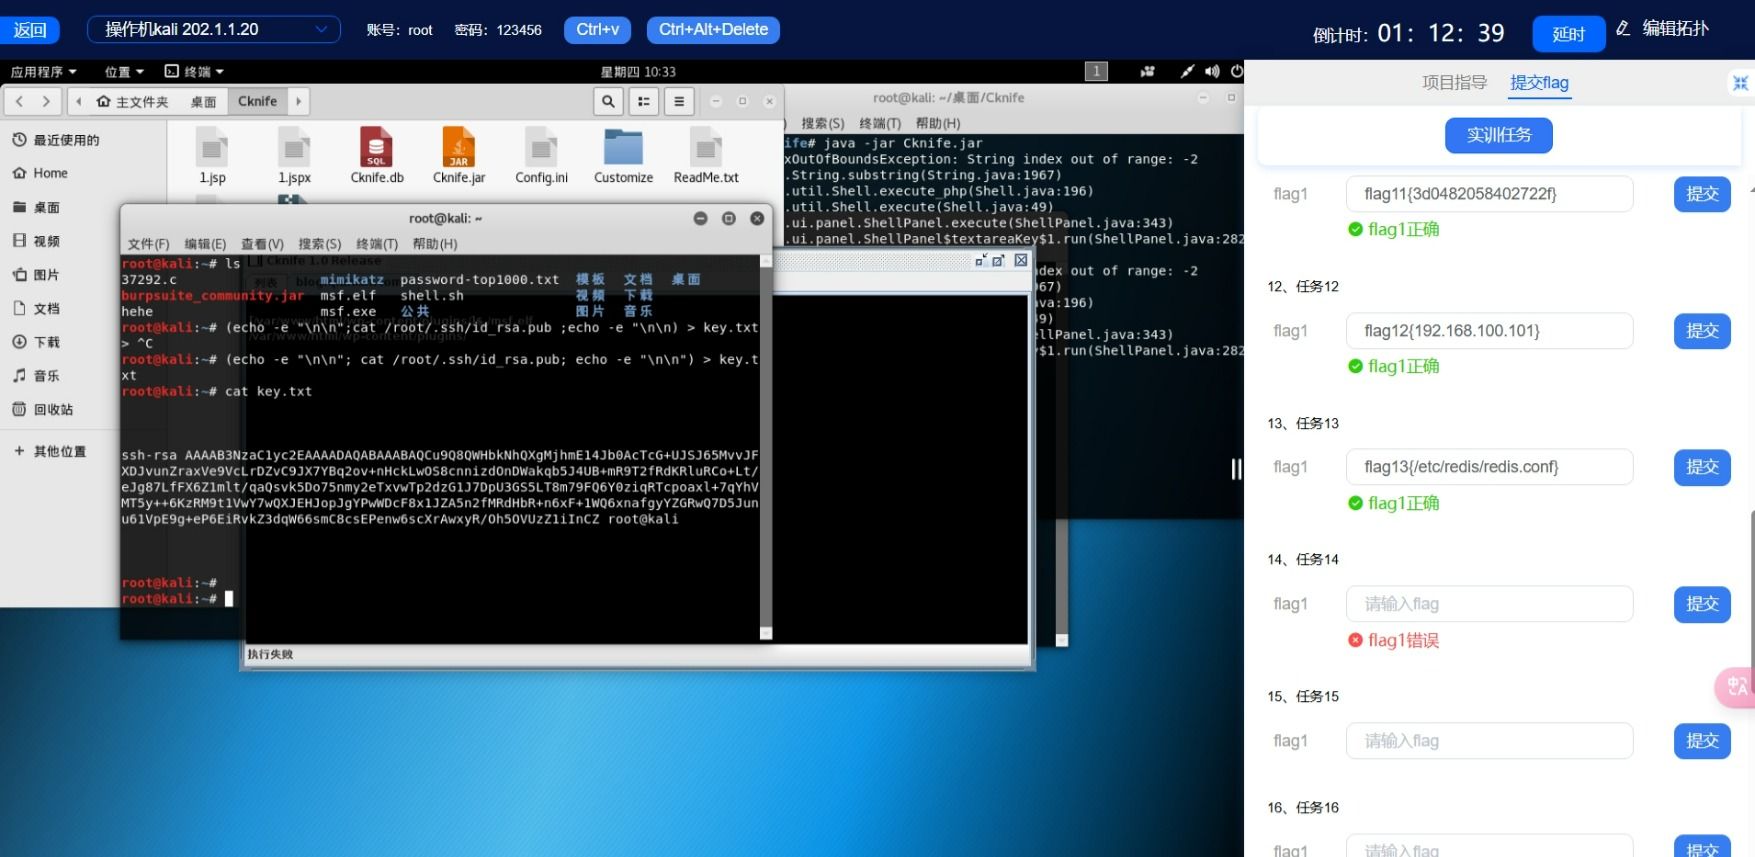 返回
操作机kali 202.1.1.20
账号：root
密码：123456
Ctrl+v
Ctrl+Alt+Delete
倒计时：01：12：39
延时
编辑拓扑
应用程序
位置
终端
星期四 10:33
1
主文件夹
桌面
Cknife
最近使用的
Home
桌面
视频
图片
文档
下载
音乐
回收站
+ 其他位置
1.jsp
1.jspx
SQL
Cknife.db
JAR
Cknife.jar
Config.ini
Customize
ReadMe.txt
root@kali: ~/桌面/Cknife
搜索(S) 终端(T) 帮助(H)
ife# java -jar Cknife.jar
xOutOfBoundsException: String index out of range: -2
.String.substring(String.java:1967)
.util.Shell.execute_php(Shell.java:196)
.util.Shell.execute(Shell.java:49)
.ui.panel.ShellPanel.execute(ShellPanel.java:343)
.ui.panel.ShellPanel$textareaKey$1.run(ShellPanel.java:282
dex out of range: -2
967)
ava:196)
9)
ellPanel.java:343)
y$1.run(ShellPanel.java:282
root@kali: ~
文件(F) 编辑(E) 查看(V) 搜索(S) 终端(T) 帮助(H)
Cknife 1.0 Release
root@kali:~# ls
37292.c mimikatz password-top1000.txt 模板 文档 桌面
burpsuite_community.jar msf.elf shell.sh 视频 下载
hehe msf.exe 公共 图片 音乐
root@kali:~# (echo -e "\n\n";cat /root/.ssh/id_rsa.pub ;echo -e "\n\n) > key.txt
> ^C
root@kali:~# (echo -e "\n\n"; cat /root/.ssh/id_rsa.pub; echo -e "\n\n") > key.t
xt
root@kali:~# cat key.txt
ssh-rsa AAAAB3NzaC1yc2EAAAADAQABAAABAQCu9Q8QWHbkNhQXgMjhmE14Jb0AcTcG+UJSJ65MvvJF
XDJvunZraxVe9VcLrDZvC9JX7YBq2ov+nHckLwOS8cnnizdOnDWakqb5J4UB+mR9T2fRdKRluRCo+Lt/
eJg87LfFX6Z1mlt/qaQsvk5Do75nmy2eTxvwTp2dzG1J7DpU3GS5LT8m79FQ6Y0ziqRTcpoaxl+7qYhV
MT5y++6KzRM9t1VwY7wQXJEHJopJgYPwWDcF8x1JZA5n2fMRdHbR+n6xF+1WQ6xnafgyYZGRwQ7D5Jun
u61VpE9g+eP6EiRvkZ3dqW66smC8csEPenw6scXrAwxyR/Oh5OVUzZ1iInCZ root@kali
root@kali:~#
root@kali:~#
执行失败
项目指导
提交flag
实训任务
flag1
flag11{3d0482058402722f}
提交
flag1正确
12、任务12
flag1
flag12{192.168.100.101}
提交
flag1正确
13、任务13
flag1
flag13{/etc/redis/redis.conf}
提交
flag1正确
14、任务14
flag1
请输入flag
提交
flag1错误
15、任务15
flag1
请输入flag
提交
16、任务16
flag1
请输入flag
提交